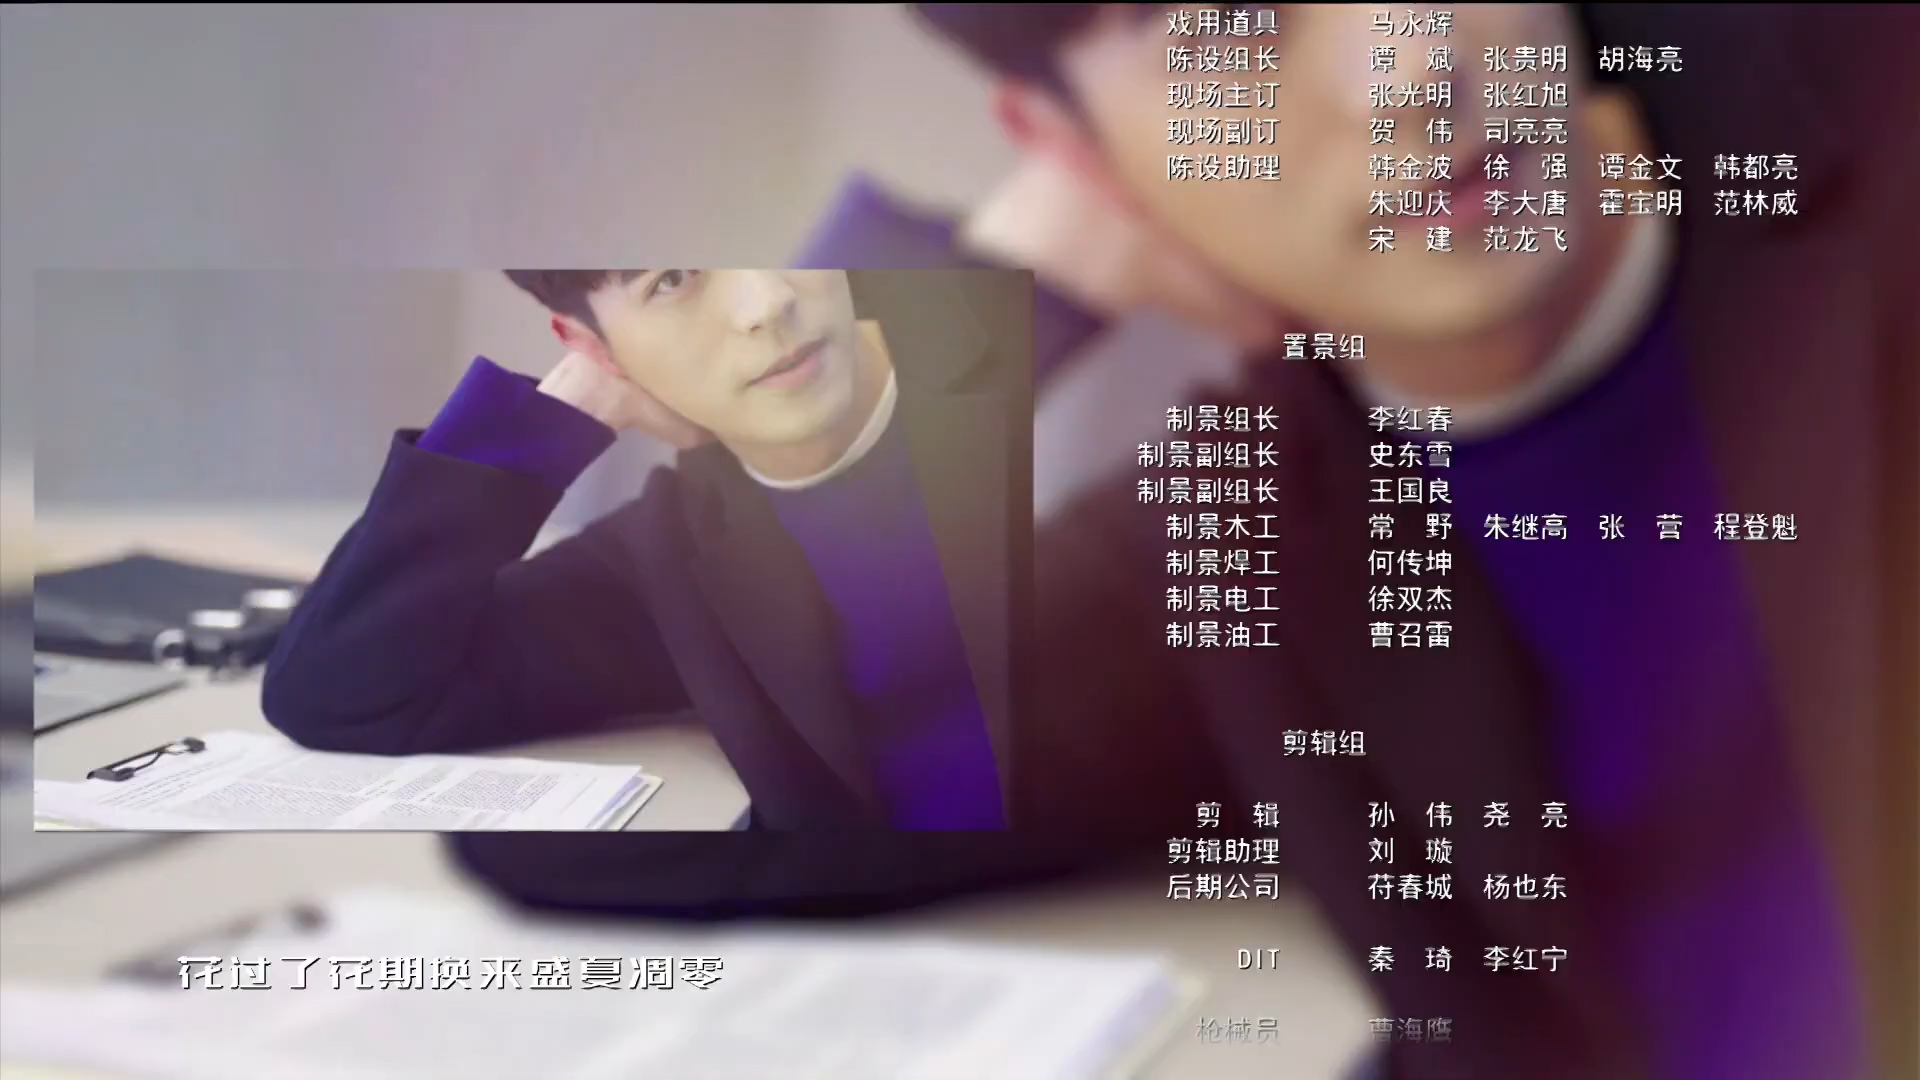 戏用道具 马永辉
陈设组长 谭 斌 张贵明 胡海亮
现场主订 张光明 张红旭
现场副订 贺 伟 司亮亮
陈设助理 韩金波 徐 强 谭金文 韩都亮
朱迎庆 李大唐 霍宝明 范林威
宋 建 范龙飞
置景组
制景组长 李红春
制景副组长 史东雪
制景副组长 王国良
制景木工 常 野 朱继高 张 营 程登魁
制景焊工 何传坤
制景电工 徐双杰
制景油工 曹召雷
剪辑组
剪 辑 孙 伟 尧 亮
剪辑助理 刘 璇
后期公司 苻春城 杨也东
DIT 秦 琦 李红宁
枪械员 曹海鹰
花过了花期换来盛夏凋零